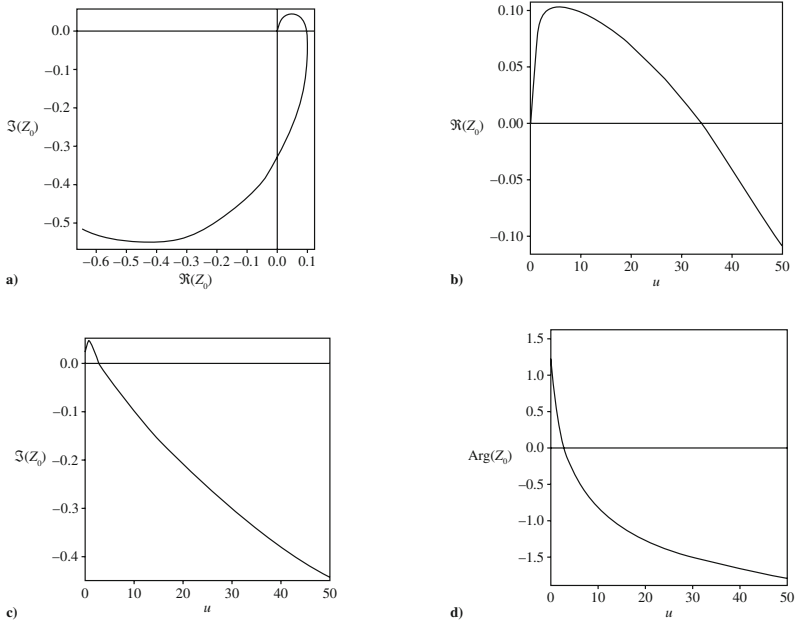 0.0
−0.1
−0.2
ℑ(Z₀)
−0.3
−0.4
−0.5
−0.6 −0.5 −0.4 −0.3 −0.2 −0.1 0.0 0.1
ℜ(Z₀)
a)
0.10
0.05
ℜ(Z₀)
0.00
−0.05
−0.10
0 10 20 30 40 50
u
b)
0.0
−0.1
ℑ(Z₀)
−0.2
−0.3
−0.4
0 10 20 30 40 50
u
c)
1.5
1.0
0.5
Arg(Z₀)
0.0
−0.5
−1.0
−1.5
0 10 20 30 40 50
u
d)